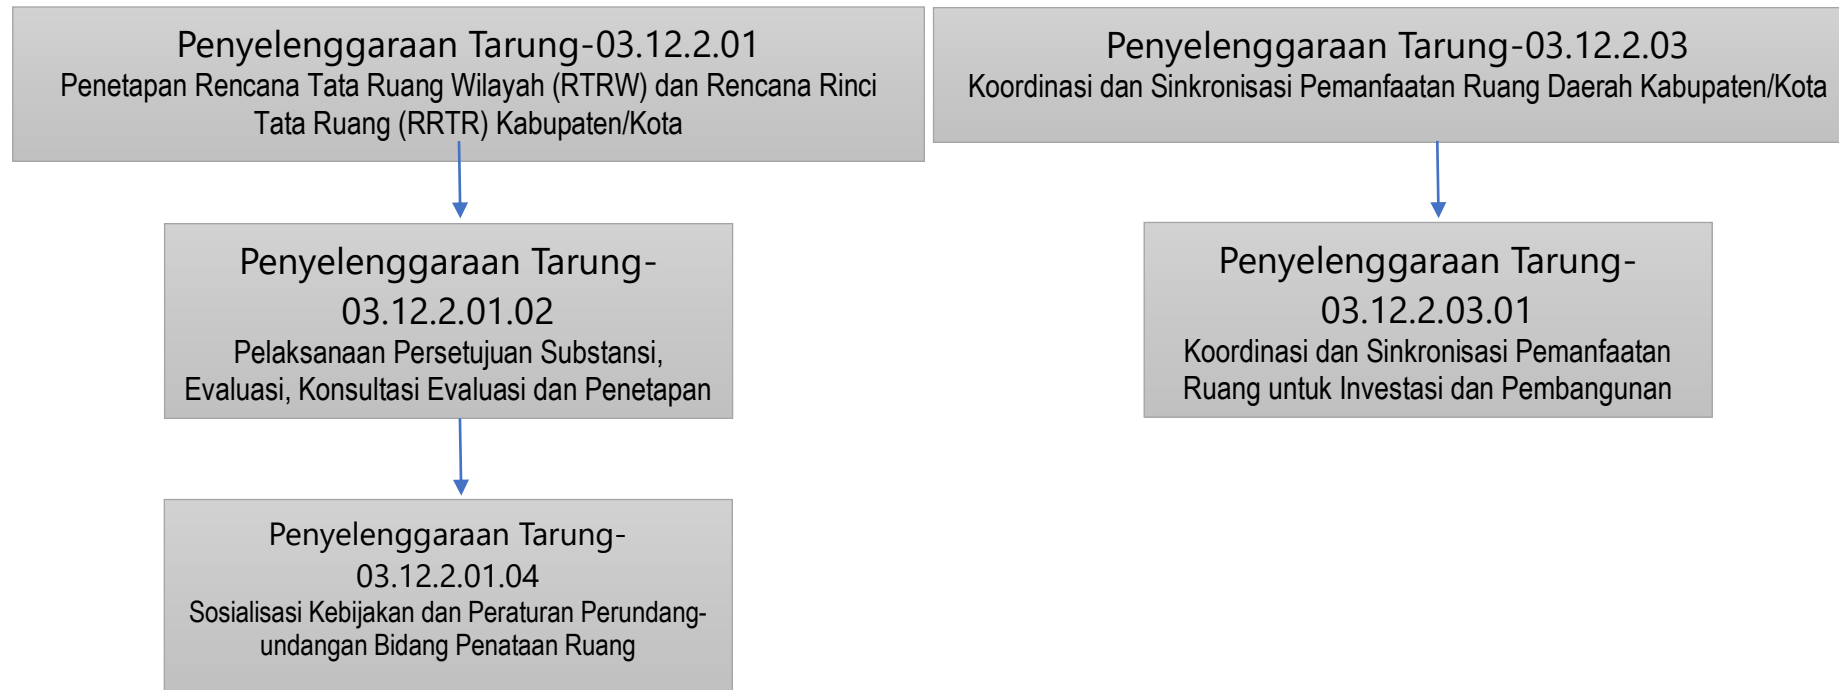 Penyelenggaraan Tarung-03.12.2.01
Penetapan Rencana Tata Ruang Wilayah (RTRW) dan Rencana Rinci
Tata Ruang (RRTR) Kabupaten/Kota
Penyelenggaraan Tarung-
03.12.2.01.02
Pelaksanaan Persetujuan Substansi,
Evaluasi, Konsultasi Evaluasi dan Penetapan
Penyelenggaraan Tarung-
03.12.2.01.04
Sosialisasi Kebijakan dan Peraturan Perundang-
undangan Bidang Penataan Ruang
Penyelenggaraan Tarung-03.12.2.03
Koordinasi dan Sinkronisasi Pemanfaatan Ruang Daerah Kabupaten/Kota
Penyelenggaraan Tarung-
03.12.2.03.01
Koordinasi dan Sinkronisasi Pemanfaatan
Ruang untuk Investasi dan Pembangunan